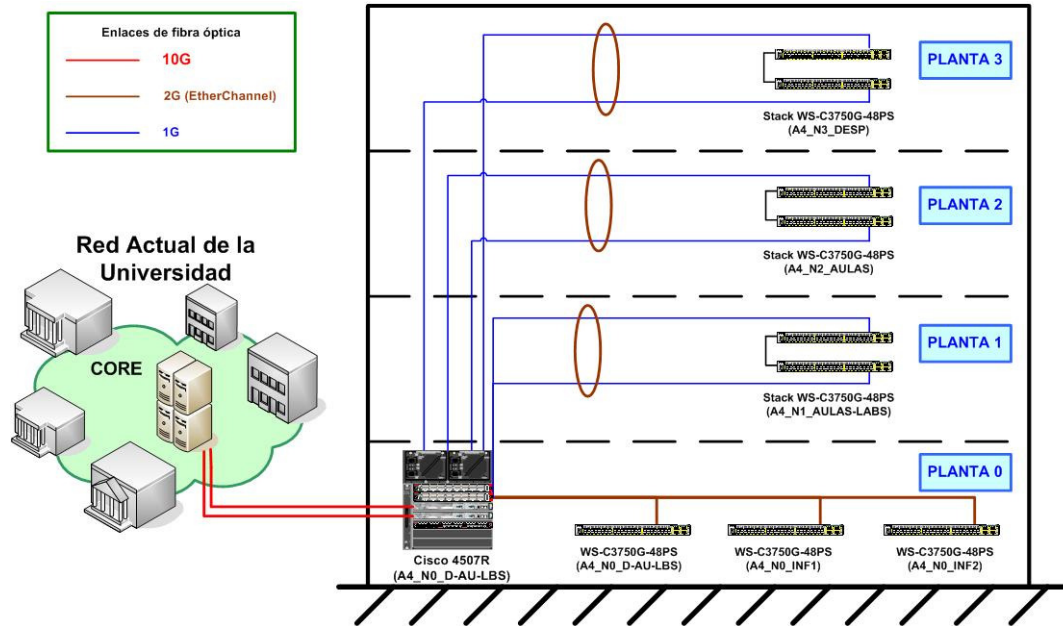 Enlaces de fibra óptica
10G
2G (EtherChannel)
1G
Red Actual de la
Universidad
CORE
PLANTA 3
Stack WS-C3750G-48PS
(A4_N3_DESP)
PLANTA 2
Stack WS-C3750G-48PS
(A4_N2_AULAS)
PLANTA 1
Stack WS-C3750G-48PS
(A4_N1_AULAS-LABS)
PLANTA 0
Cisco 4507R
(A4_N0_D-AU-LBS)
WS-C3750G-48PS
(A4_N0_D-AU-LBS)
WS-C3750G-48PS
(A4_N0_INF1)
WS-C3750G-48PS
(A4_N0_INF2)